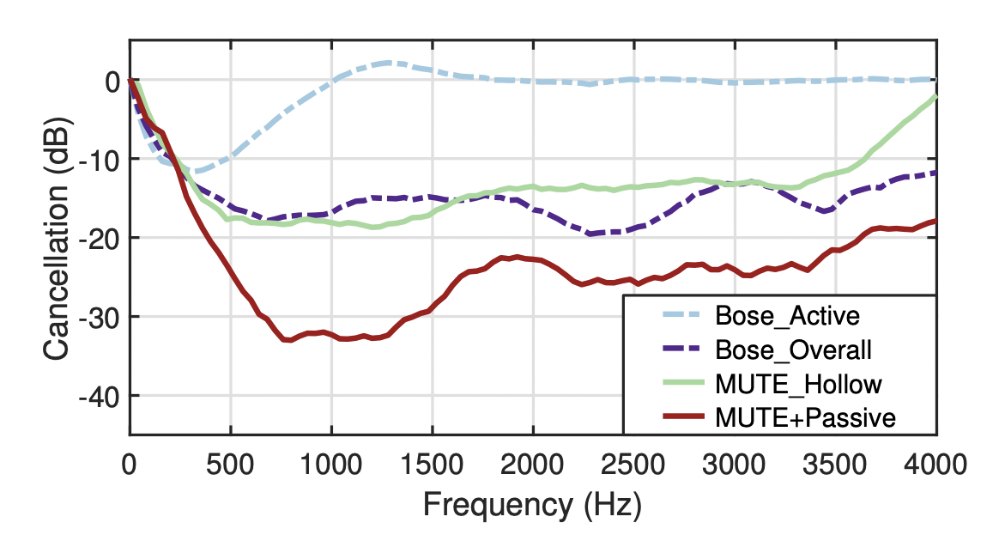 Cancellation (dB)
0
-10
-20
-30
-40
Bose_Active
Bose_Overall
MUTE_Hollow
MUTE+Passive
0 500 1000 1500 2000 2500 3000 3500 4000
Frequency (Hz)